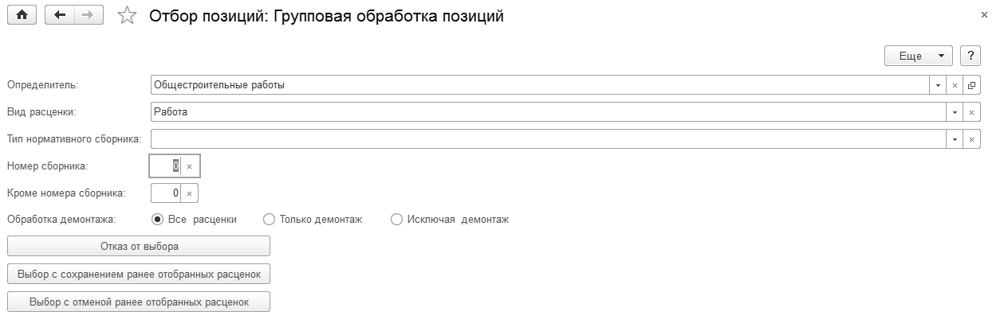 Отбор позиций: Групповая обработка позиций
Еще ?
Определитель: Общестроительные работы
Вид расценки: Работа
Тип нормативного сборника:
Номер сборника: 0
Кроме номера сборника: 0
Обработка демонтажа: Все расценки Только демонтаж Исключая демонтаж
Отказ от выбора
Выбор с сохранением ранее отобранных расценок
Выбор с отменой ранее отобранных расценок